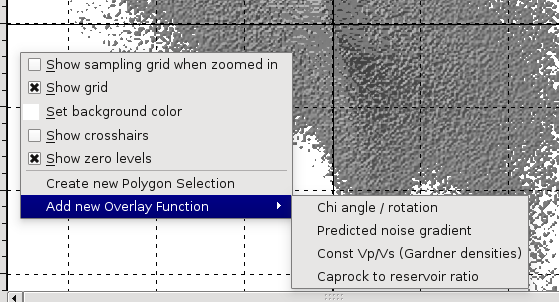 Show sampling grid when zoomed in
Show grid
Set background color
Show crosshairs
Show zero levels
Create new Polygon Selection
Add new Overlay Function
Chi angle / rotation
Predicted noise gradient
Const Vp/Vs (Gardner densities)
Caprock to reservoir ratio